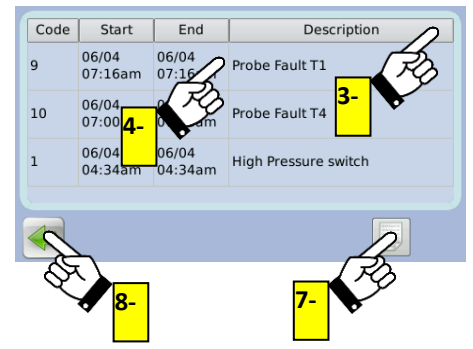 Code Start End Description
9
06/04
07:16am
06/04
07:16
Probe Fault T1
3-
10
06/04
07:00
4-
Probe Fault T4
1
06/04
04:34am
06/04
04:34am
High Pressure switch
8-
7-